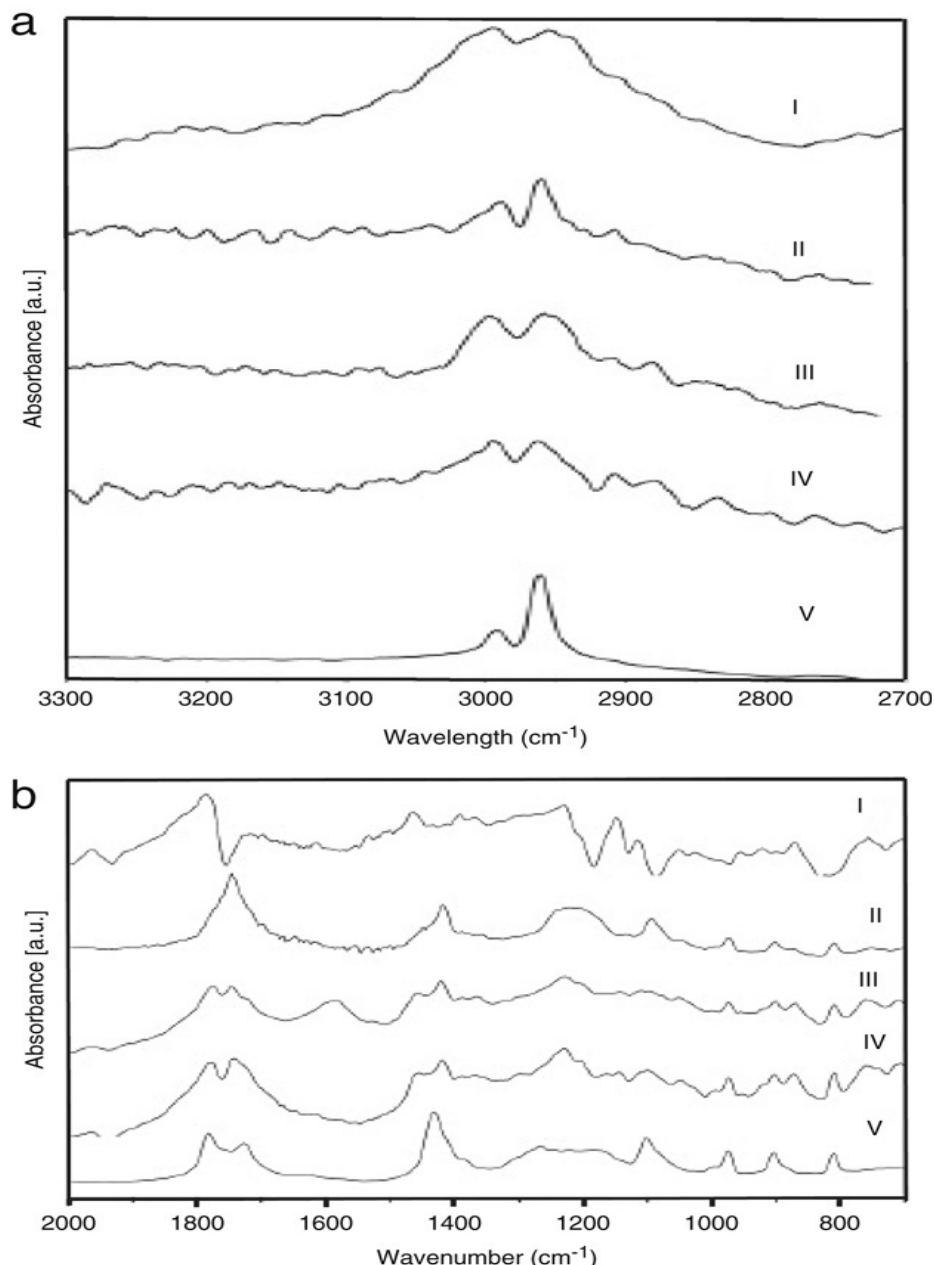 a
I
II
III
IV
V
Absorbance [a.u.]
3300 3200 3100 3000 2900 2800 2700
Wavelength (cm-1)
b
I
II
III
IV
V
Absorbance [a.u.]
2000 1800 1600 1400 1200 1000 800
Wavenumber (cm-1)